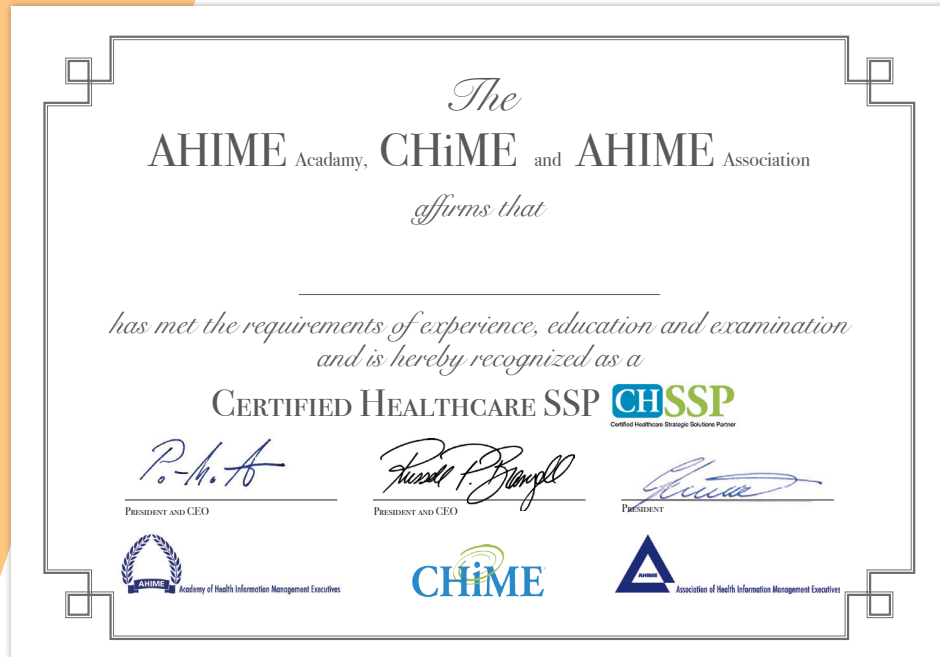 The
AHIME Acadamy, CHiME and AHIME Association
affirms that
has met the requirements of experience, education and examination
and is hereby recognized as a
CERTIFIED HEALTHCARE SSP CHSSP
Certified Healthcare Strategic Solutions Partner
PRESIDENT AND CEO
PRESIDENT AND CEO
PRESIDENT
AHIME
Academy of Health Information Management Executives
CHiME
AHIME
Association of Health Information Management Executives